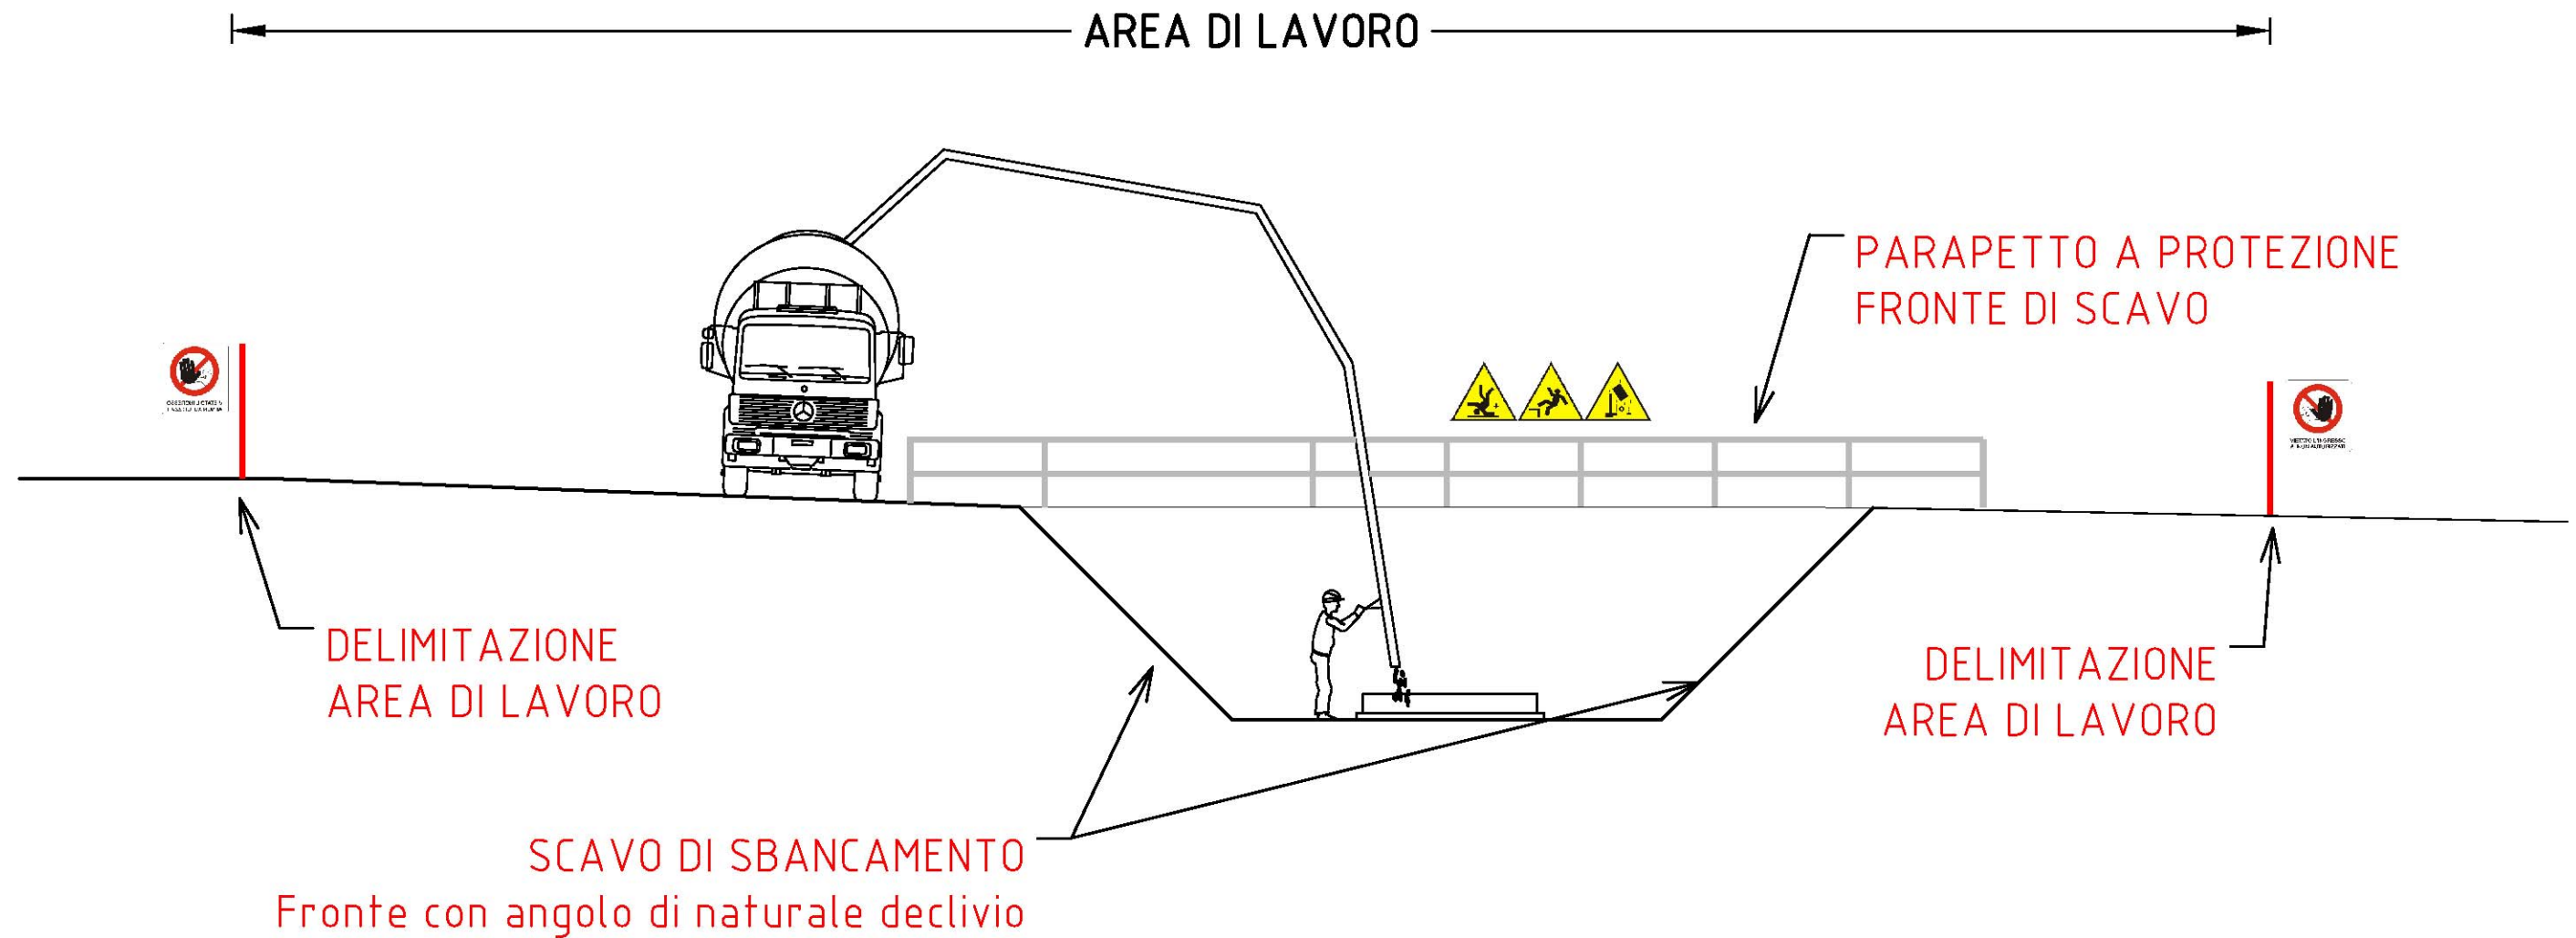 AREA DI LAVORO
PARAPETTO A PROTEZIONE
FRONTE DI SCAVO
DELIMITAZIONE
AREA DI LAVORO
DELIMITAZIONE
AREA DI LAVORO
SCAVO DI SBANCAMENTO
Fronte con angolo di naturale declivio